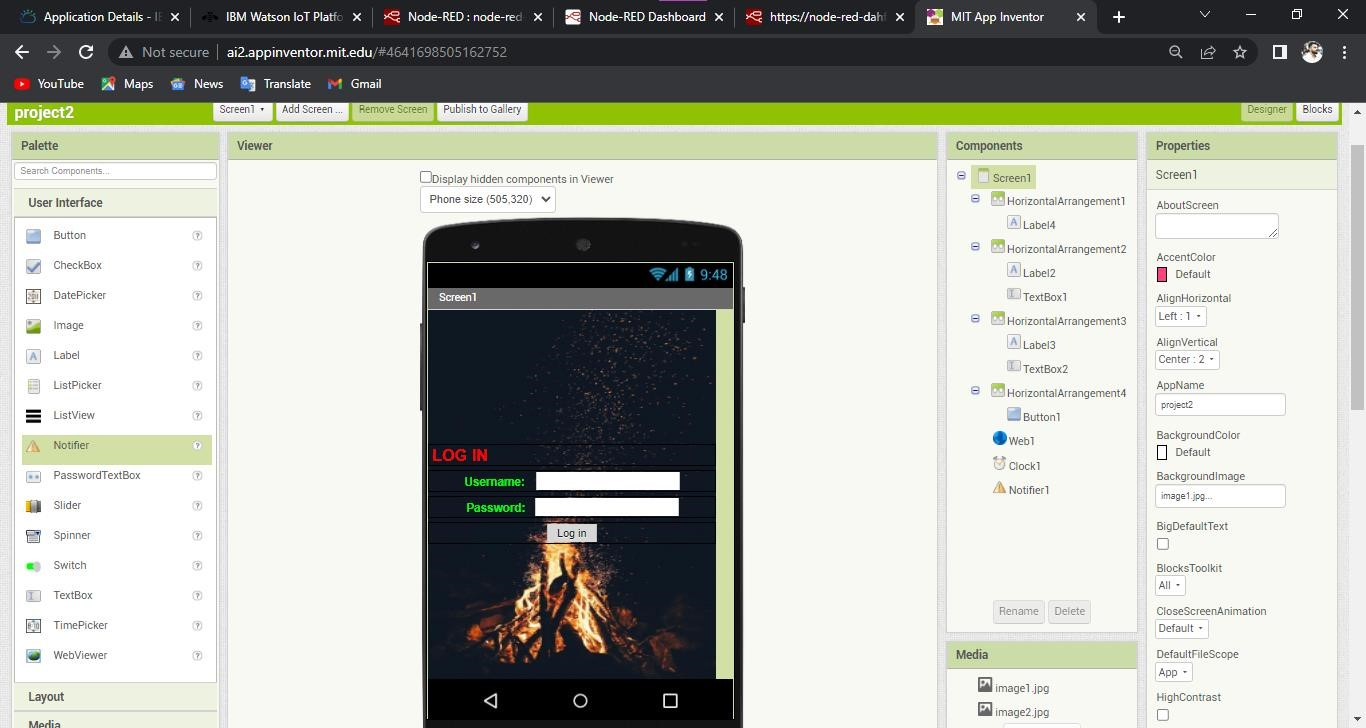 Application Details - IB
IBM Watson IoT Platfo
Node-RED : node-red
Node-RED Dashboard
https://node-red-dah
MIT App Inventor
Not secure
ai2.appinventor.mit.edu/#4641698505162752
YouTube
Maps
News
Translate
Gmail
project2
Screen1
Add Screen ...
Remove Screen
Publish to Gallery
Designer
Blocks
Palette
Search Components...
User Interface
Button
CheckBox
DatePicker
Image
Label
ListPicker
ListView
Notifier
PasswordTextBox
Slider
Spinner
Switch
TextBox
TimePicker
WebViewer
Layout
Media
Viewer
Display hidden components in Viewer
Phone size (505,320)
9:48
Screen1
LOG IN
Username:
Password:
Log in
Components
Screen1
HorizontalArrangement1
Label4
HorizontalArrangement2
Label2
TextBox1
HorizontalArrangement3
Label3
TextBox2
HorizontalArrangement4
Button1
Web1
Clock1
Notifier1
Rename
Delete
Media
image1.jpg
image2.jpg
Properties
Screen1
AboutScreen
AccentColor
Default
AlignHorizontal
Left : 1
AlignVertical
Center : 2
AppName
project2
BackgroundColor
Default
BackgroundImage
image1.jpg...
BigDefaultText
BlocksToolkit
All
CloseScreenAnimation
Default
DefaultFileScope
App
HighContrast